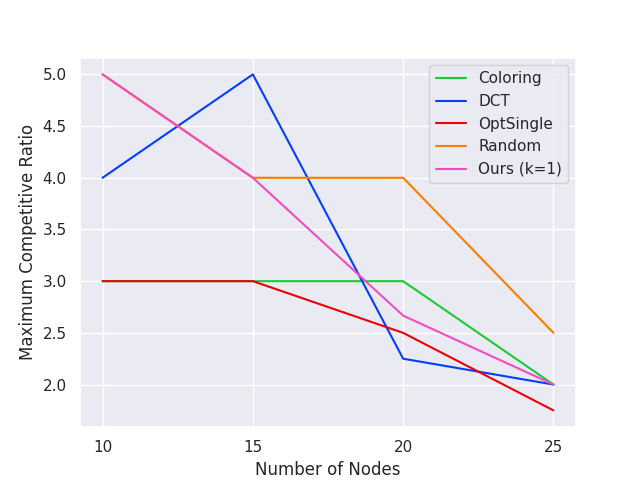 5.0
4.5
4.0
3.5
3.0
2.5
2.0
Maximum Competitive Ratio
Coloring
DCT
OptSingle
Random
Ours (k=1)
10
15
20
25
Number of Nodes